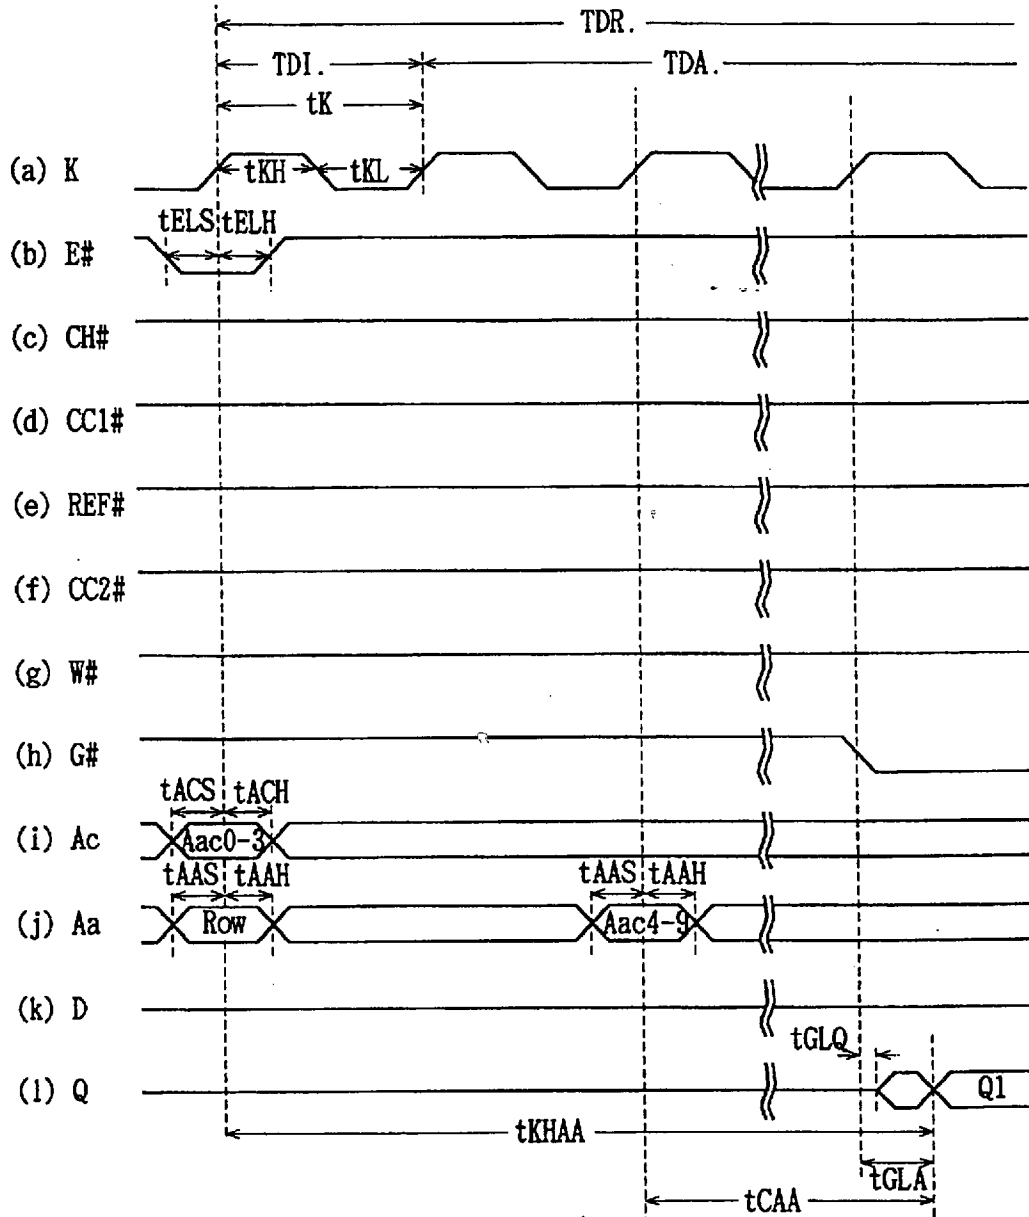 TDR.
TDI. TDA.
tK
(a) K tKH tKL
tELS tELH
(b) E#
(c) CH#
(d) CC1#
(e) REF#
(f) CC2#
(g) W#
(h) G#
tACS tACH
(i) Ac Aac0-3
tAAS tAAH tAAS tAAH
(j) Aa Row Aac4-9
(k) D
tGLQ
(l) Q Q1
tKHAA
tGLA
tCAA